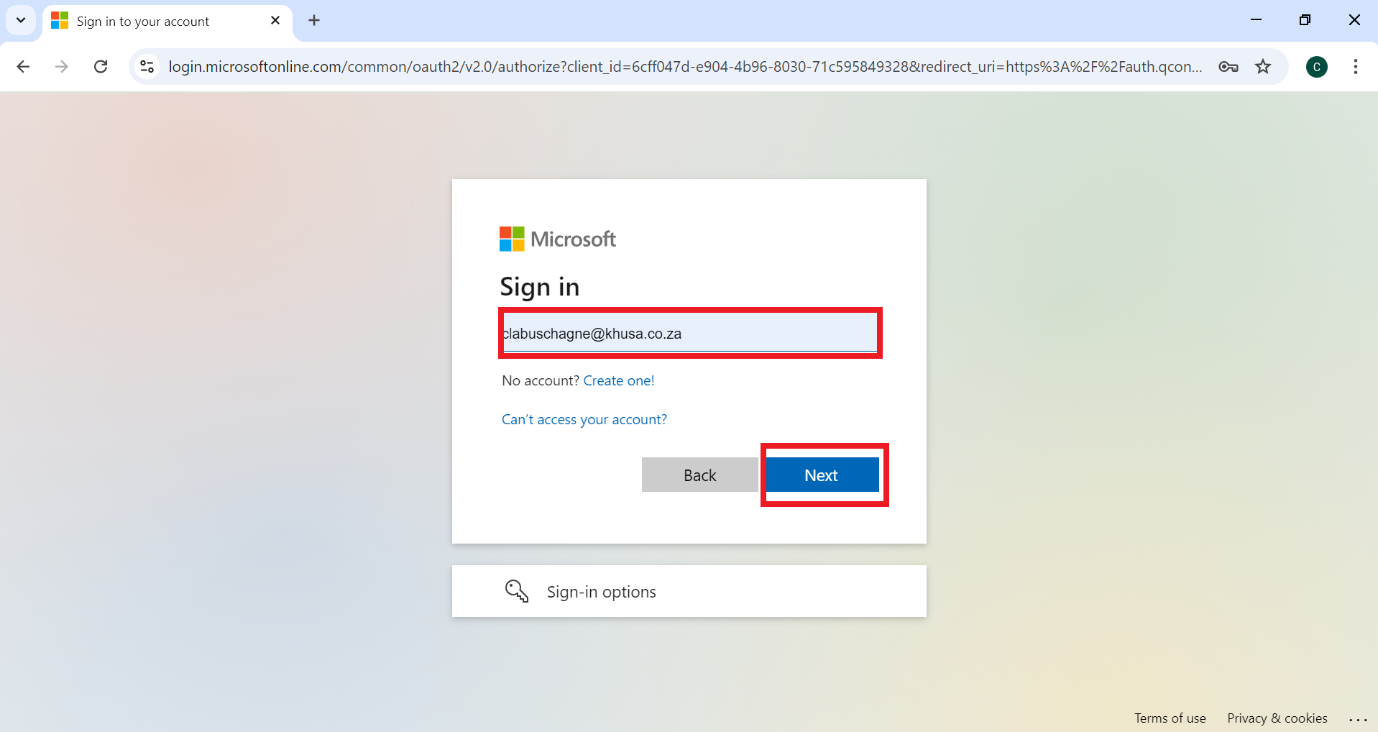 Sign in to your account
login.microsoftonline.com/common/oauth2/v2.0/authorize?client_id=6cff047d-e904-4b96-8030-71c595849328&redirect_uri=https%3A%2F%2Fauth.qcon...
C
Microsoft
Sign in
clabuschagne@khusa.co.za
No account? Create one!
Can't access your account?
Back Next
Sign-in options
Terms of use Privacy & cookies ...